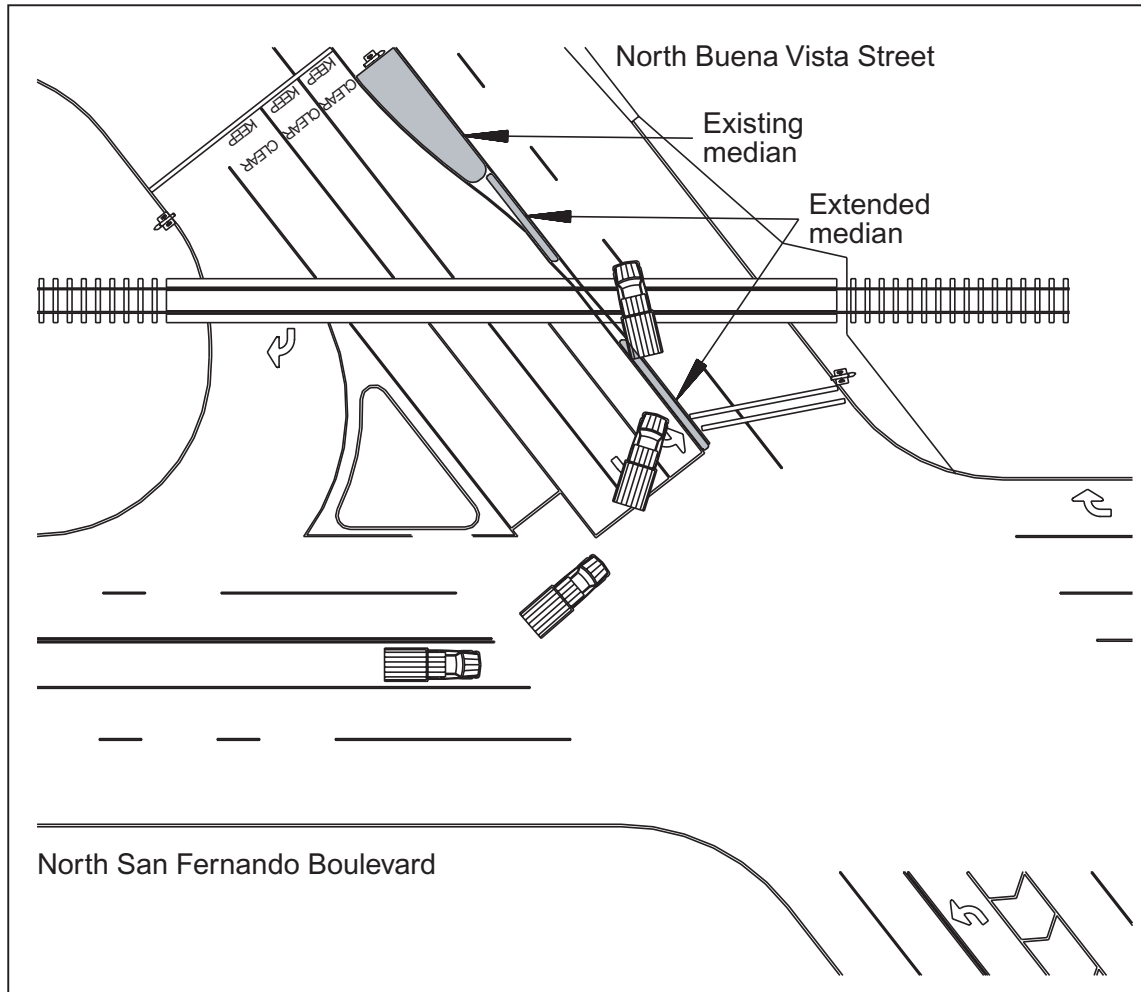 North Buena Vista Street
Existing
median
Extended
median
KEEP
CLEAR
KEEP
CLEAR
KEEP
CLEAR
North San Fernando Boulevard